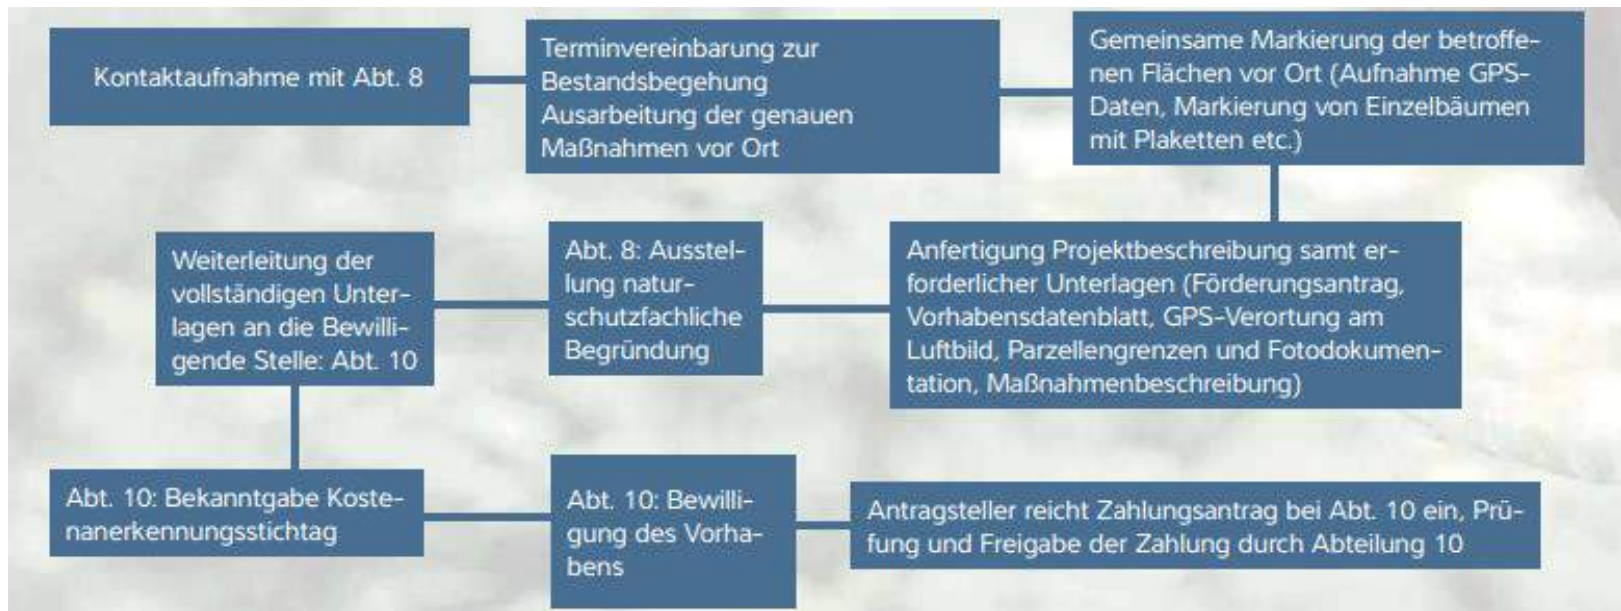 Kontaktaufnahme mit Abt. 8
Terminvereinbarung zur
Bestandsbegehung
Ausarbeitung der genauen
Maßnahmen vor Ort
Gemeinsame Markierung der betroffe-
nen Flächen vor Ort (Aufnahme GPS-
Daten, Markierung von Einzelbäumen
mit Plaketten etc.)
Anfertigung Projektbeschreibung samt er-
forderlicher Unterlagen (Förderungsantrag,
Vorhabensdatenblatt, GPS-Verortung am
Luftbild, Parzellengrenzen und Fotodokumen-
tation, Maßnahmenbeschreibung)
Abt. 8: Ausstel-
lung natur-
schutzfachliche
Begründung
Weiterleitung der
vollständigen Unter-
lagen an die Bewilli-
gende Stelle: Abt. 10
Abt. 10: Bekanntgabe Koste-
nanerkennungsstichtag
Abt. 10: Bewilli-
gung des Vorha-
bens
Antragsteller reicht Zahlungsantrag bei Abt. 10 ein, Prü-
fung und Freigabe der Zahlung durch Abteilung 10